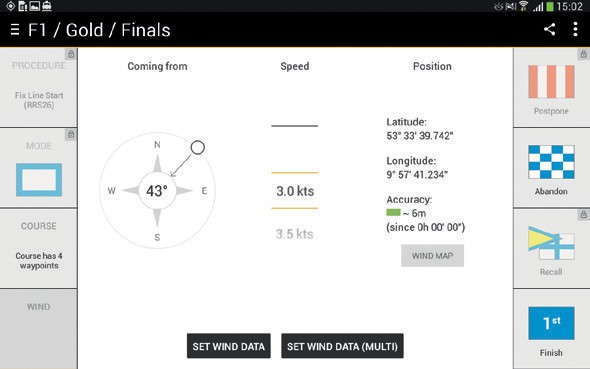 15:02
F1 / Gold / Finals
PROCEDURE
Fix Line Start
(RRS26)
MODE
COURSE
Course has 4
waypoints
WIND
Coming from
N
W
43°
E
S
Speed
3.0 kts
3.5 kts
Position
Latitude:
53° 33' 39.742"
Longitude:
9° 57' 41.234"
Accuracy:
~ 6m
(since 0h 00' 00")
WIND MAP
SET WIND DATA
SET WIND DATA (MULTI)
Postpone
Abandon
Recall
1st
Finish